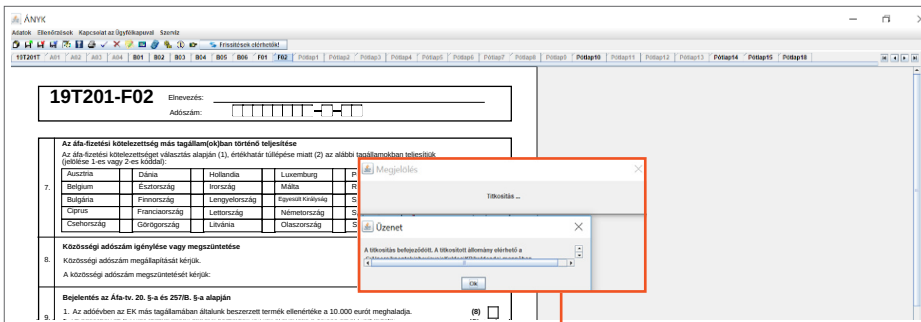 ÁNYK
Adatok Ellenőrzések Kapcsolat az Ügyfélkapuval Szerviz
Frissítések elérhetők!
19T201T A01 A02 A03 A04 B01 B02 B03 B04 B05 B06 F01 F02 Pótlap1 Pótlap2 Pótlap3 Pótlap4 Pótlap5 Pótlap6 Pótlap7 Pótlap8 Pótlap9 Pótlap10 Pótlap11 Pótlap12 Pótlap13 Pótlap14 Pótlap15 Pótlap18
19T201-F02
Elnevezés:
Adószám:
Az áfa-fizetési kötelezettség más tagállam(ok)ban történő teljesítése
Az áfa-fizetési kötelezettséget választás alapján (1), értékhatár túllépése miatt (2) az alábbi tagállamokban teljesítjük
(jelölése 1-es vagy 2-es kóddal):
7.
Ausztria Dánia Hollandia Luxemburg P
Belgium Észtország Írország Málta R
Bulgária Finnország Lengyelország Egyesült Királyság S
Ciprus Franciaország Lettország Németország S
Csehország Görögország Litvánia Olaszország S
Megjelölés
Titkosítás ...
Üzenet
A titkosítás befejeződött. A titkosított állomány elérhető a
Ok
8.
Közösségi adószám igénylése vagy megszüntetése
Közösségi adószám megállapítását kérjük.
A közösségi adószám megszüntetését kérjük:
Bejelentés az Áfa-tv. 20. §-a és 257/B. §-a alapján
9.
1. Az adóévben az EK más tagállamában általunk beszerzett termék ellenértéke a 10.000 eurót meghaladja. (8)